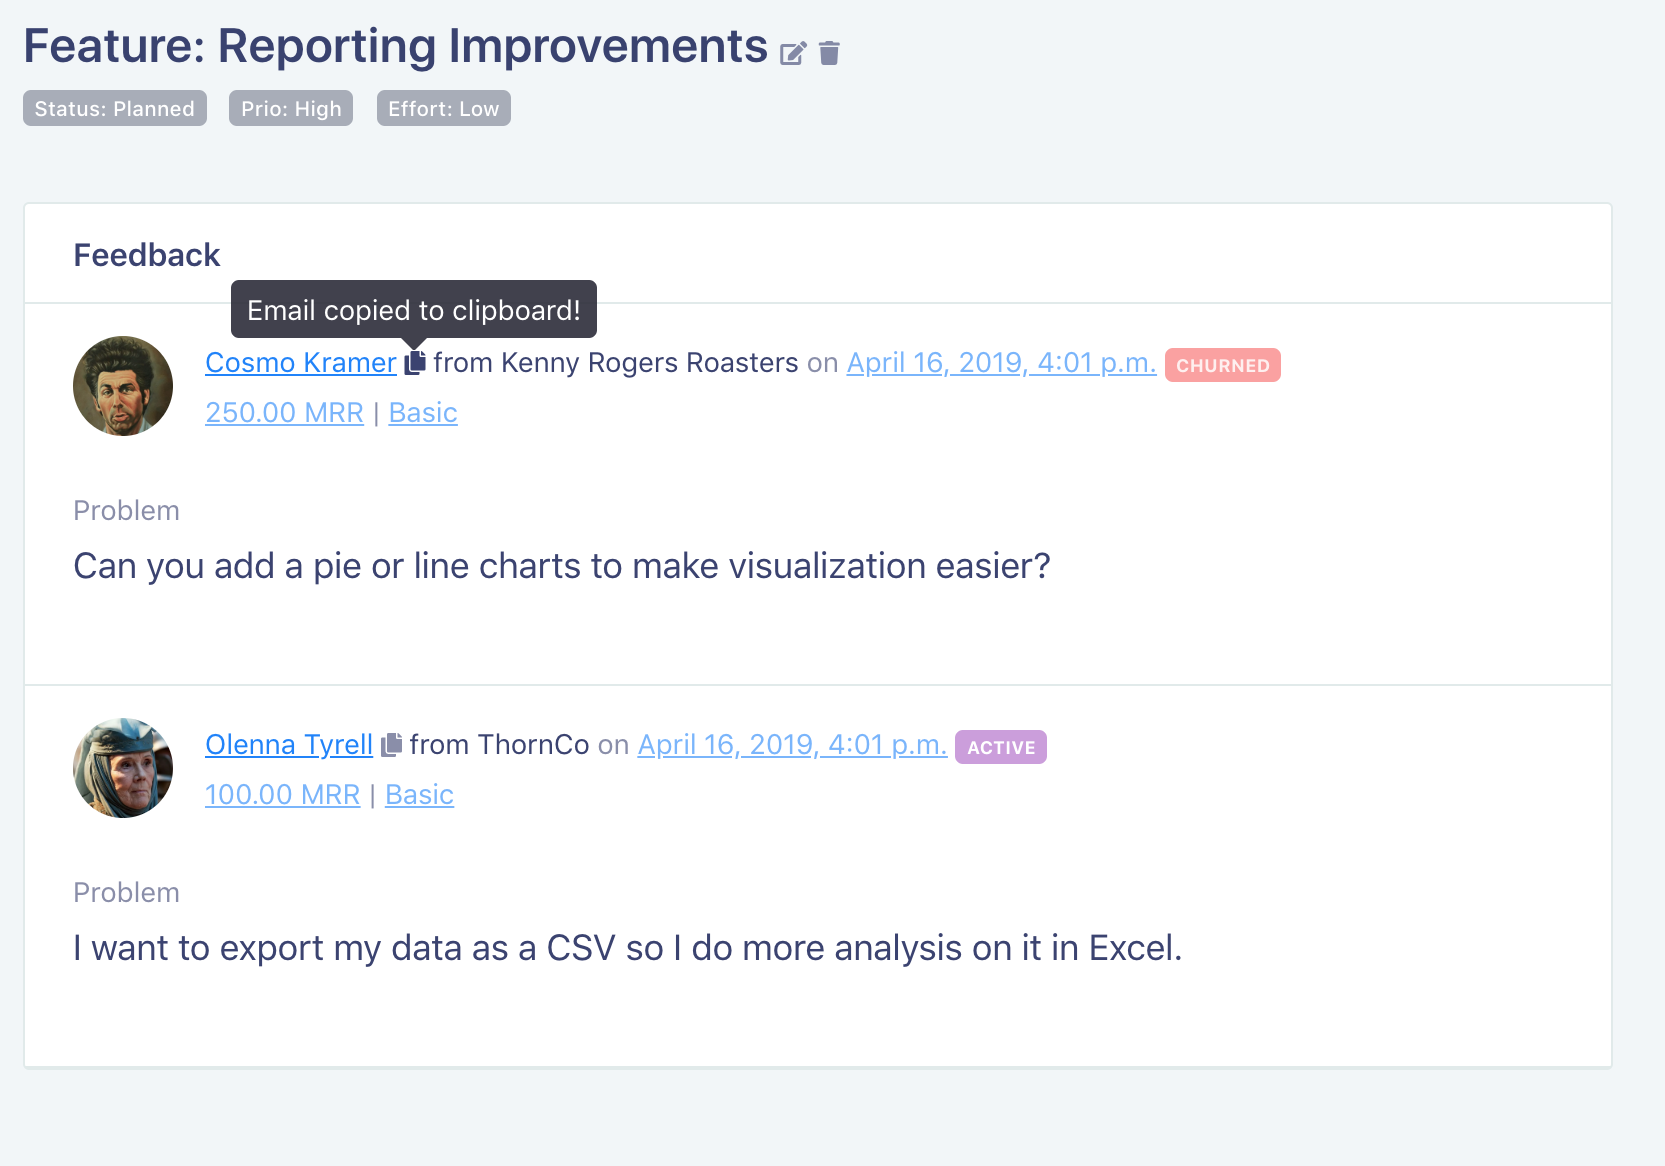 Feature: Reporting Improvements
Status: Planned Prio: High Effort: Low
Feedback
Email copied to clipboard!
Cosmo Kramer from Kenny Rogers Roasters on April 16, 2019, 4:01 p.m. CHURNED
250.00 MRR | Basic
Problem
Can you add a pie or line charts to make visualization easier?
Olenna Tyrell from ThornCo on April 16, 2019, 4:01 p.m. ACTIVE
100.00 MRR | Basic
Problem
I want to export my data as a CSV so I do more analysis on it in Excel.